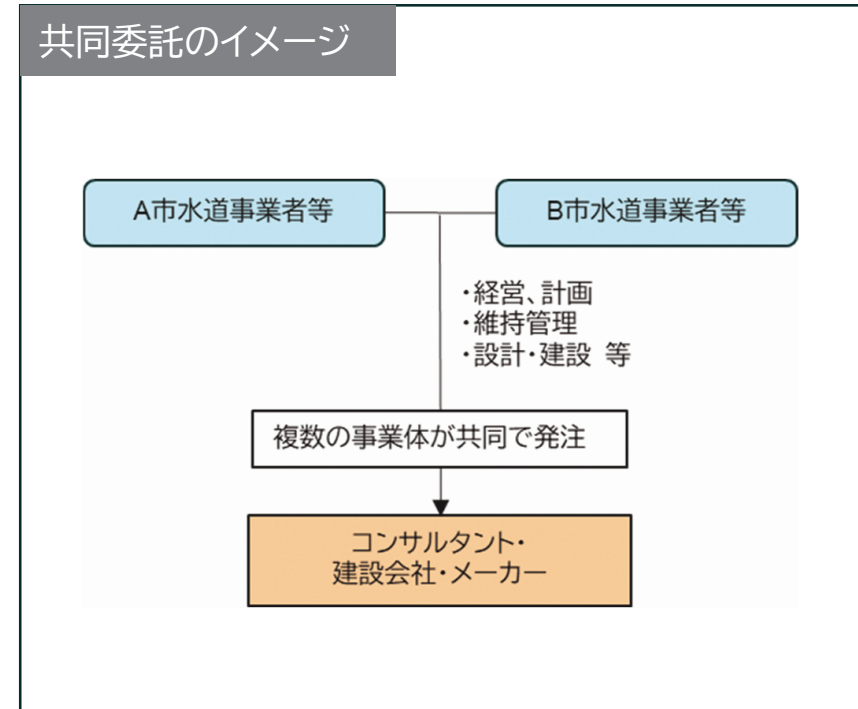 共同委託のイメージ
A市水道事業者等
B市水道事業者等
・経営、計画
・維持管理
・設計・建設 等
複数の事業体が共同で発注
コンサルタント・
建設会社・メーカー